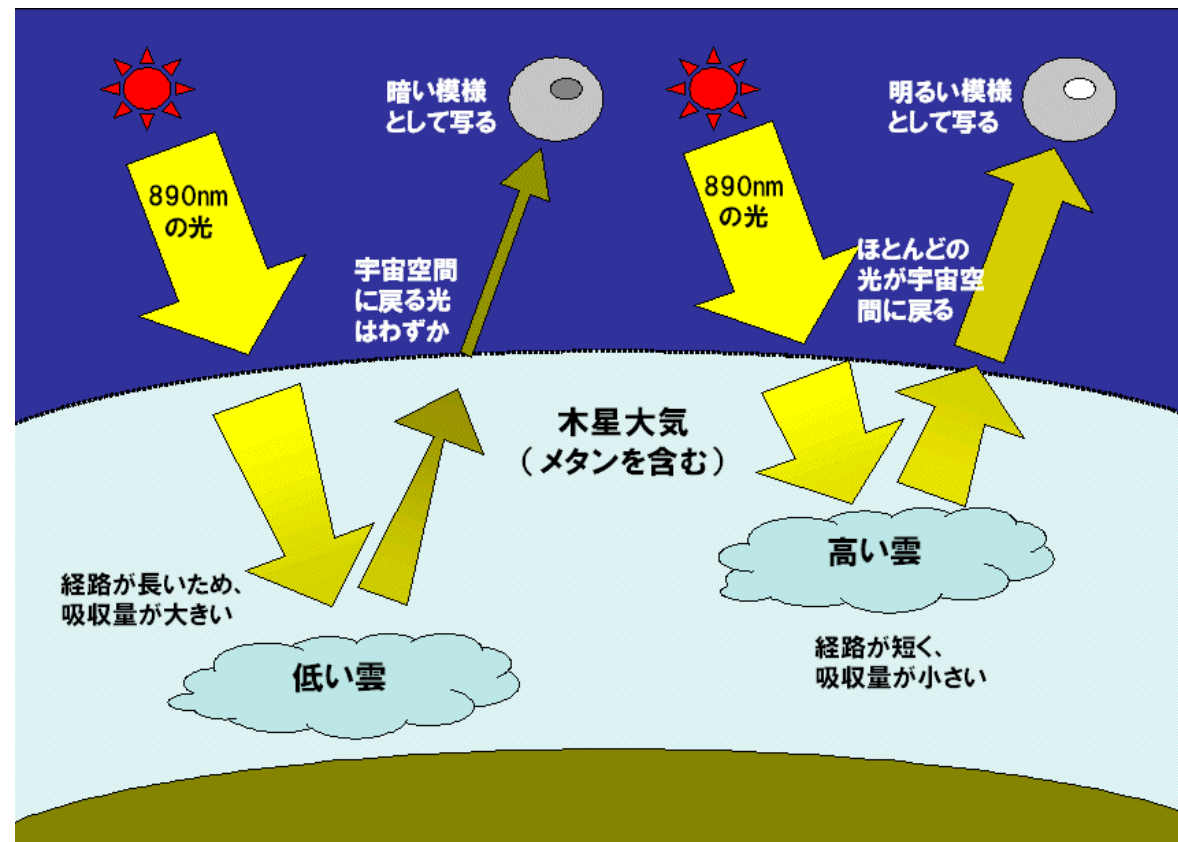 暗い模様
として写る
明るい模様
として写る
890nm
の光
890nm
の光
宇宙空間
に戻る光
はわずか
ほとんどの
光が宇宙空
間に戻る
木星大気
（メタンを含む）
経路が長いため、
吸収量が大きい
高い雲
低い雲
経路が短く、
吸収量が小さい